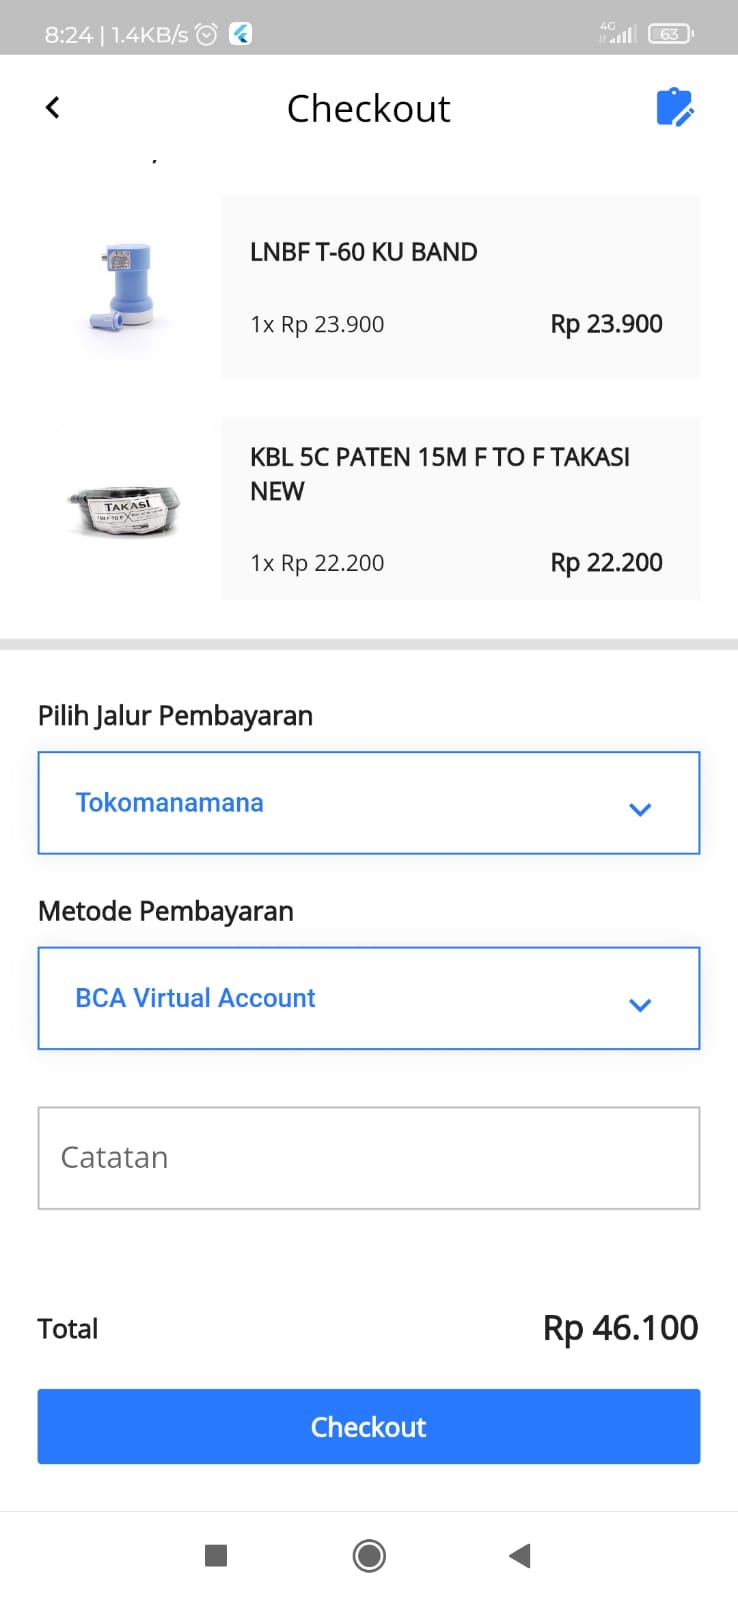 8:24 | 1.4KB/s
4G
63
Checkout
LNBF T-60 KU BAND
1x Rp 23.900
Rp 23.900
TAKASI
KBL 5C PATEN 15M F TO F TAKASI
NEW
1x Rp 22.200
Rp 22.200
Pilih Jalur Pembayaran
Tokomanamana
Metode Pembayaran
BCA Virtual Account
Catatan
Total
Rp 46.100
Checkout